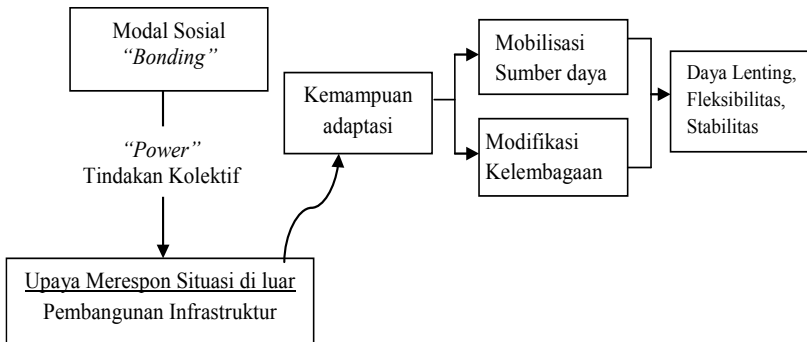 Modal Sosial
“Bonding”
“Power”
Tindakan Kolektif
Upaya Merespon Situasi di luar
Pembangunan Infrastruktur
Kemampuan
adaptasi
Mobilisasi
Sumber daya
Modifikasi
Kelembagaan
Daya Lenting,
Fleksibilitas,
Stabilitas